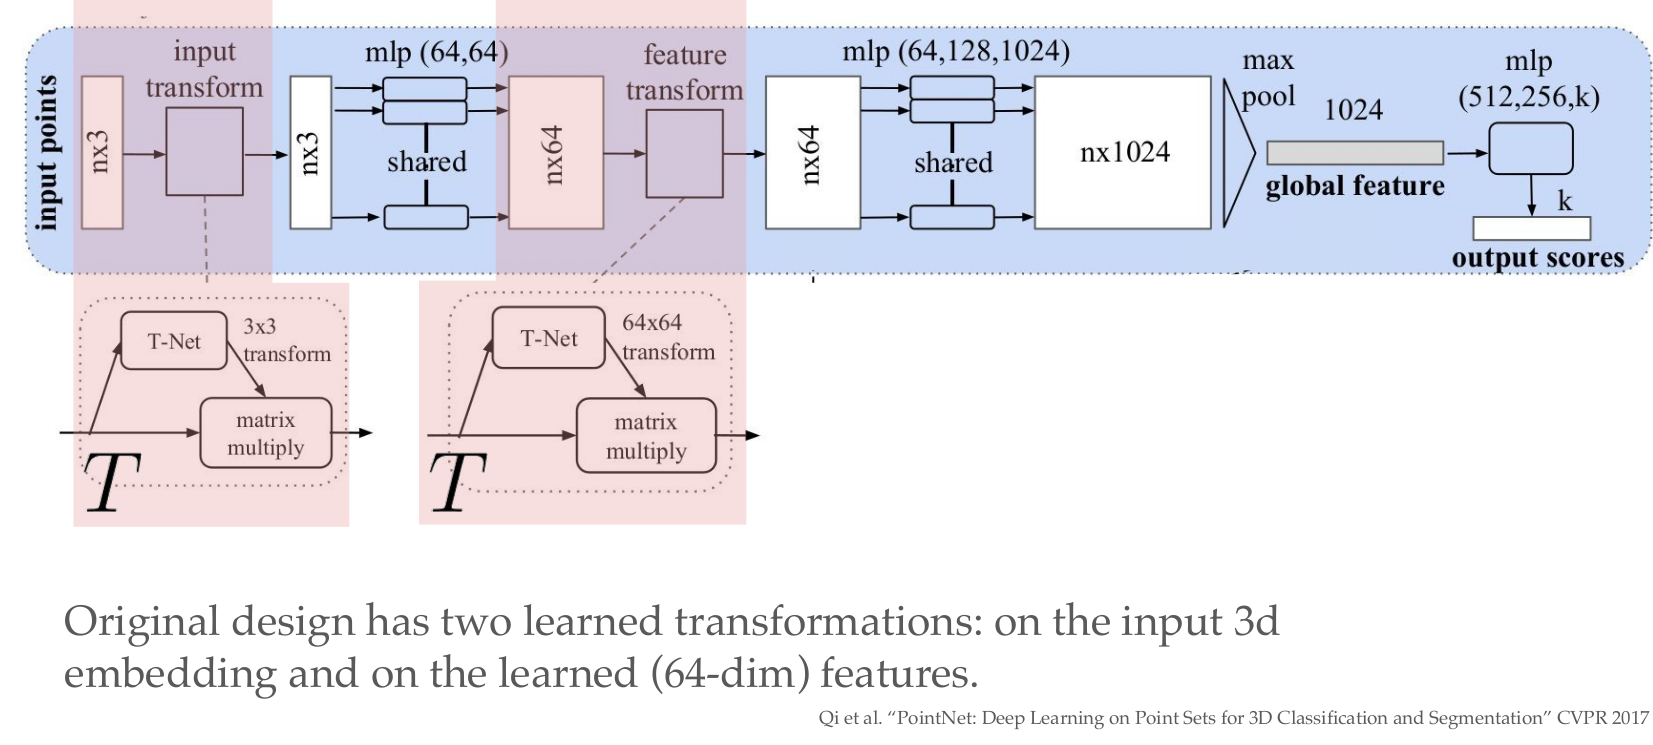 input points
nx3
input
transform
nx3
mlp (64,64)
shared
nx64
feature
transform
nx64
mlp (64,128,1024)
shared
nx1024
max
pool
1024
global feature
mlp
(512,256,k)
k
output scores
T-Net
3x3
transform
matrix
multiply
T
T-Net
64x64
transform
matrix
multiply
T
Original design has two learned transformations: on the input 3d
embedding and on the learned (64-dim) features.
Qi et al. “PointNet: Deep Learning on Point Sets for 3D Classification and Segmentation” CVPR 2017